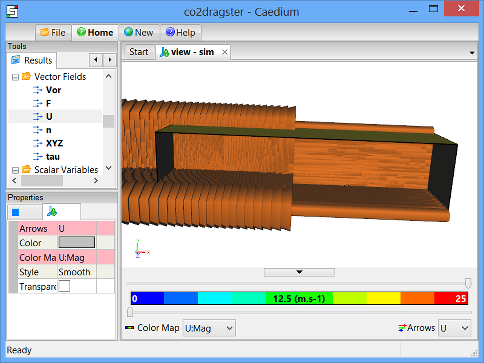 co2dragster - Caedium
File Home New Help
Tools
Results
Vector Fields
Vor
F
U
n
XYZ
tau
Scalar Variables
Properties
Arrows U
Color
Color Ma U:Mag
Style Smooth
Transpare
Start view - sim
0 12.5 (m.s-1) 25
Color Map U:Mag Arrows U
Ready